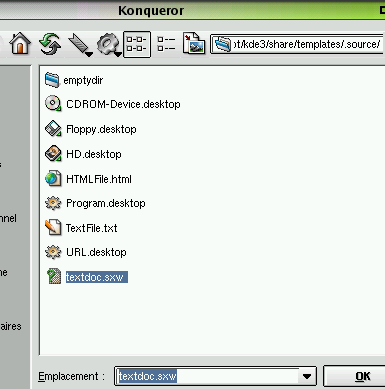 Konqueror
ɔt/kde3/share/templates/.source/
emptydir
CDROM-Device.desktop
Floppy.desktop
HD.desktop
HTMLFile.html
Program.desktop
TextFile.txt
nnel
URL.desktop
ne
textdoc.sxw
aires
Emplacement : textdoc.sxw OK